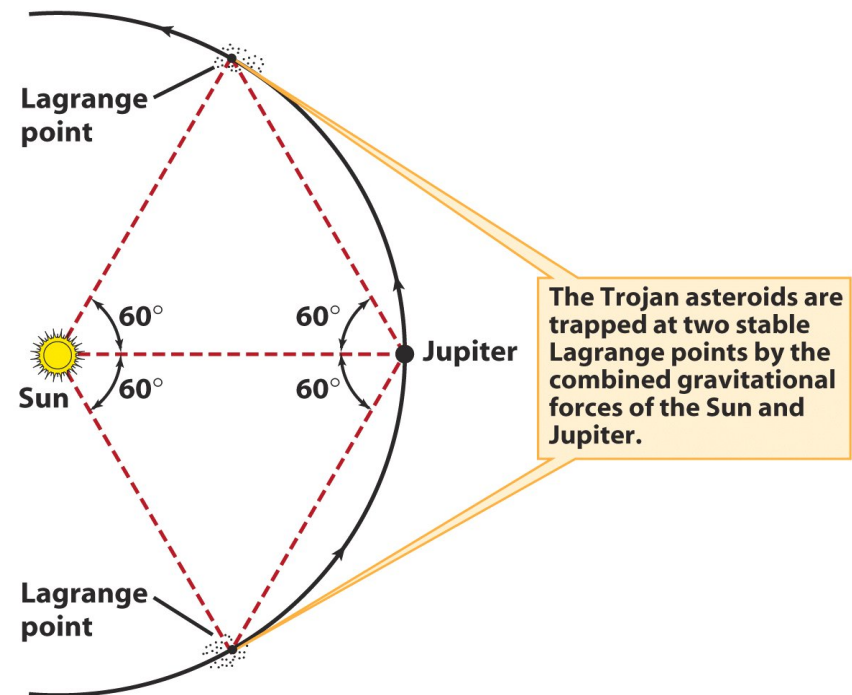 Lagrange
point
60°
60°
Jupiter
Sun
60°
60°
The Trojan asteroids are
trapped at two stable
Lagrange points by the
combined gravitational
forces of the Sun and
Jupiter.
Lagrange
point